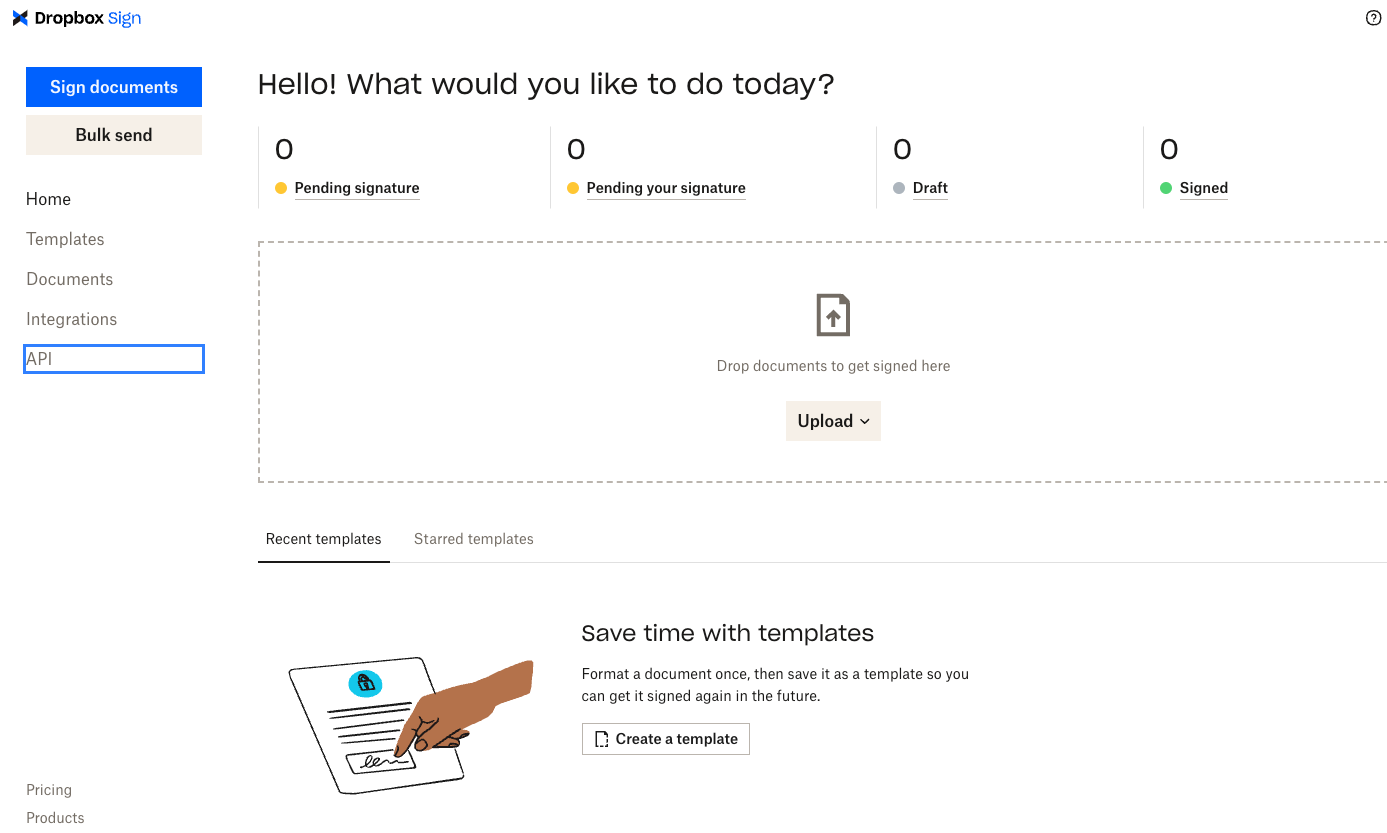 Dropbox Sign
Sign documents
Bulk send
Home
Templates
Documents
Integrations
API
Pricing
Products
Hello! What would you like to do today?
0
Pending signature
0
Pending your signature
0
Draft
0
Signed
Drop documents to get signed here
Upload
Recent templates
Starred templates
Save time with templates
Format a document once, then save it as a template so you
can get it signed again in the future.
Create a template